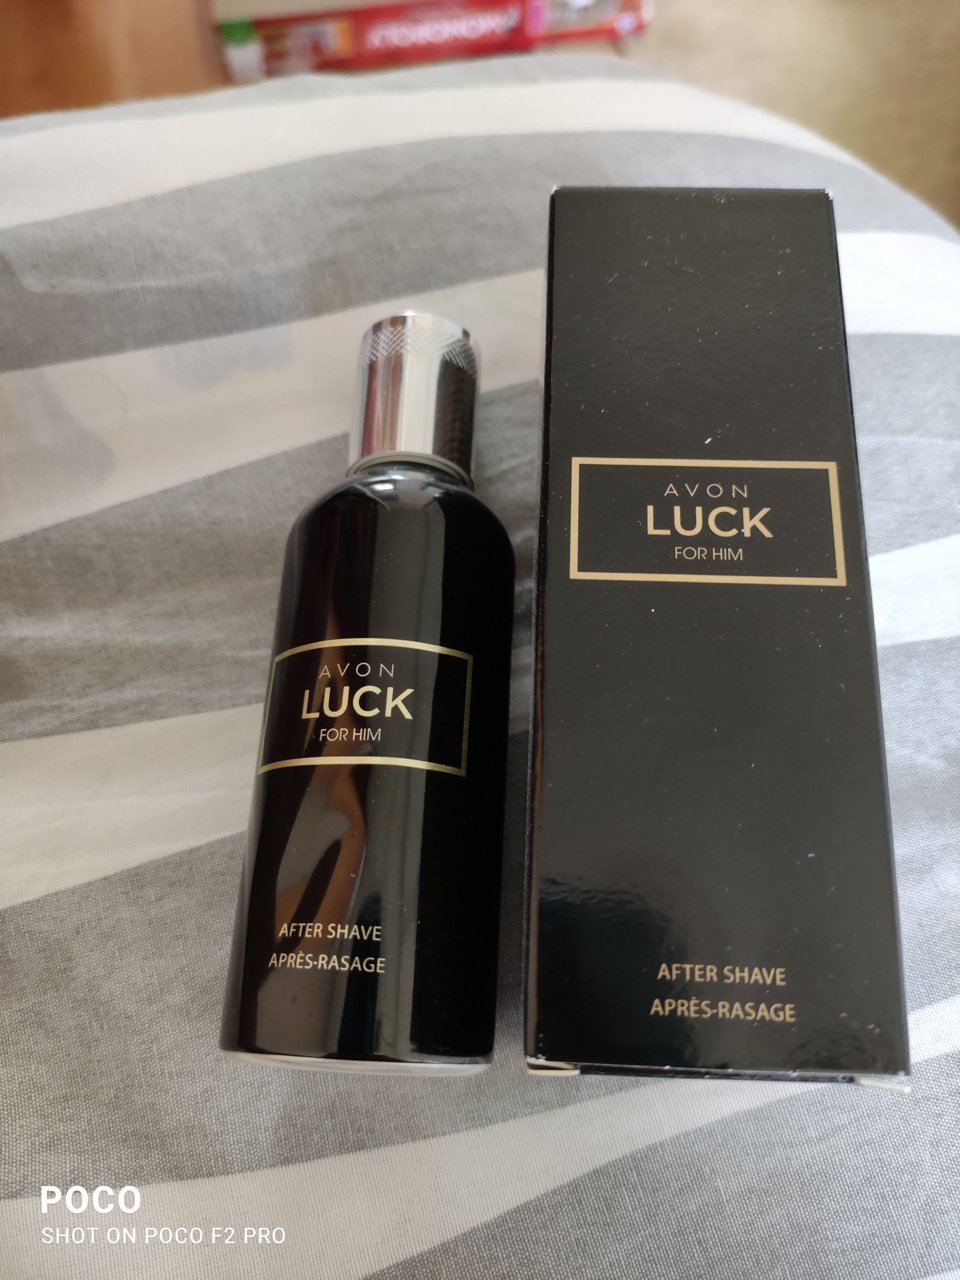 MONOPOLY
AVON
LUCK
FOR HIM
AFTER SHAVE
APRÈS-RASAGE
AVON
LUCK
FOR HIM
AFTER SHAVE
APRÈS-RASAGE
POCO
SHOT ON POCO F2 PRO